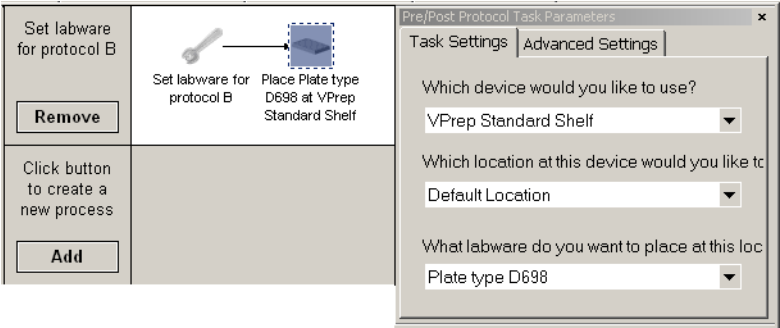 Set labware
for protocol B
Remove
Set labware for
protocol B
Place Plate type
D698 at VPrep
Standard Shelf
Click button
to create a
new process
Add
Pre/Post Protocol Task Parameters
Task Settings
Advanced Settings
Which device would you like to use?
VPrep Standard Shelf
Which location at this device would you like to
Default Location
What labware do you want to place at this loc
Plate type D698